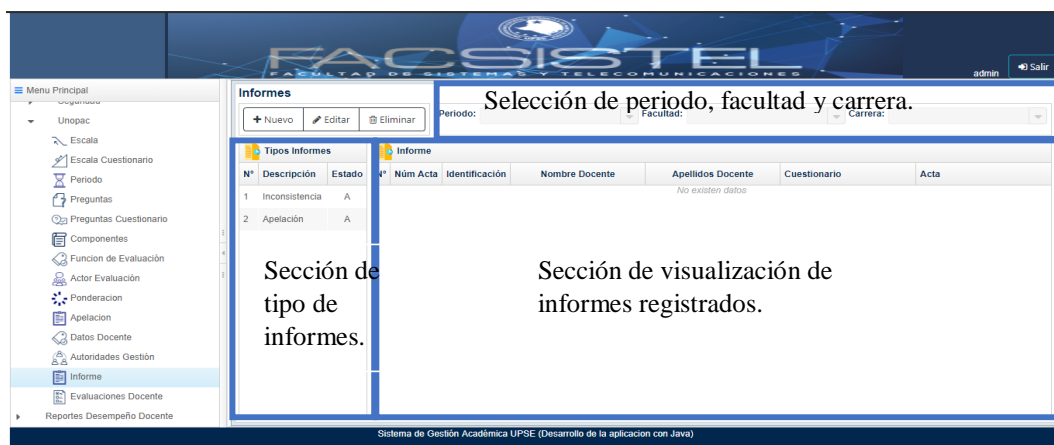 FACSISTEL
FACULTAD DE SISTEMAS Y TELECOMUNICACIONES
admin
Salir
Menu Principal
Unopac
Escala
Escala Cuestionario
Periodo
Preguntas
Preguntas Cuestionario
Componentes
Funcion de Evaluación
Actor Evaluación
Ponderacion
Apelacion
Datos Docente
Autoridades Gestión
Informe
Evaluaciones Docente
Reportes Desempeño Docente
Informes
Nuevo Editar Eliminar
Selección de periodo, facultad y carrera.
Periodo: Facultad: Carrera:
Tipos Informes
N° Descripción Estado
1 Inconsistencia A
2 Apelación A
Sección de
tipo de
informes.
Informe
N° Núm Acta Identificación Nombre Docente Apellidos Docente Cuestionario Acta
No existen datos
Sección de visualización de
informes registrados.
Sistema de Gestión Académica UPSE (Desarrollo de la aplicacion con Java)